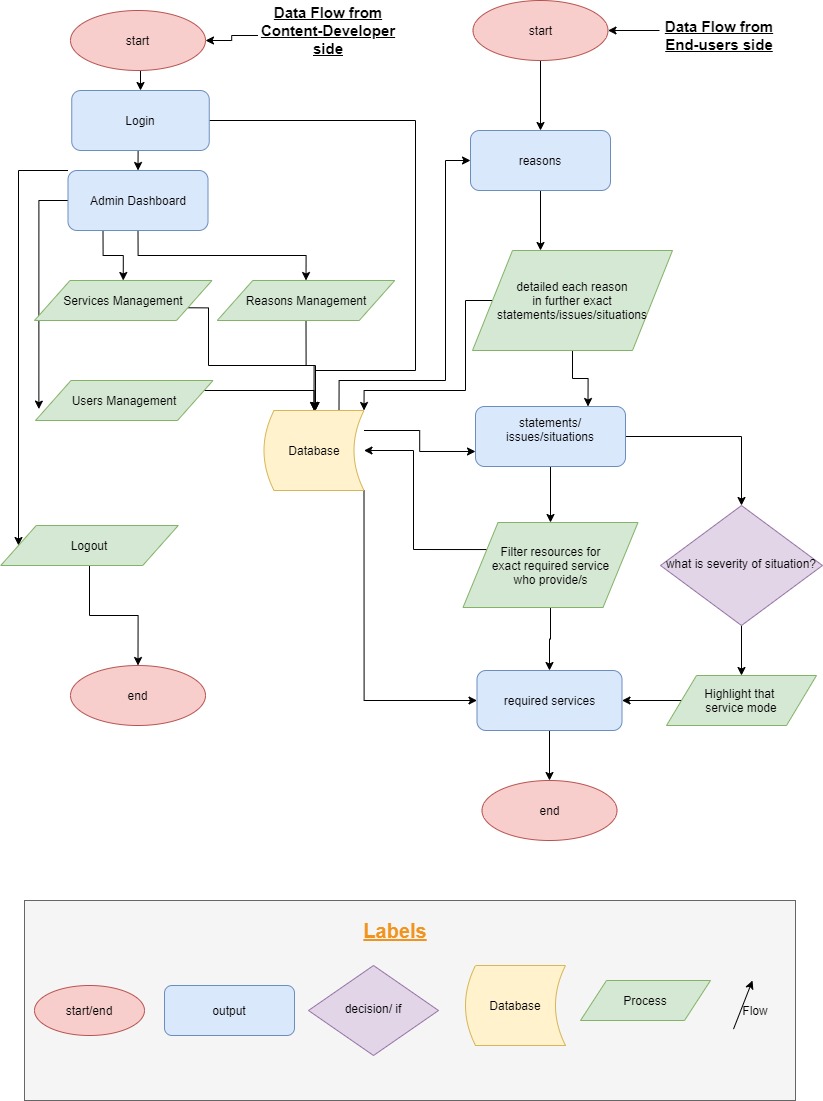 Data Flow from
Content-Developer
side
start
Login
Admin Dashboard
Services Management
Reasons Management
Users Management
Database
Logout
end
Data Flow from
End-users side
start
reasons
detailed each reason
in further exact
statements/issues/situations
statements/
issues/situations
Filter resources for
exact required service
who provide/s
what is severity of situation?
Highlight that
service mode
required services
end
Labels
start/end
output
decision/ if
Database
Process
Flow